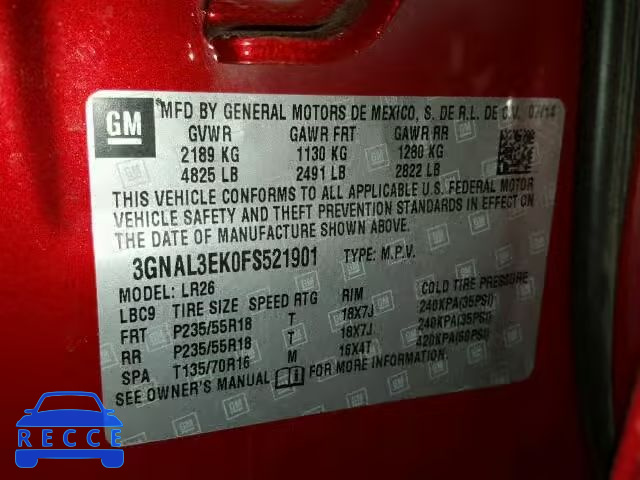 GM
MFD BY GENERAL MOTORS DE MEXICO, S. DE R.L. DE C.V. 07/14
GVWR GAWR FRT GAWR RR
2189 KG 1130 KG 1280 KG
4825 LB 2491 LB 2822 LB
THIS VEHICLE CONFORMS TO ALL APPLICABLE U.S. FEDERAL MOTOR
VEHICLE SAFETY AND THEFT PREVENTION STANDARDS IN EFFECT ON
THE DATE OF MANUFACTURE SHOWN ABOVE.
3GNAL3EK0FS521901 TYPE: M.P.V.
MODEL: LR26
LBC9 TIRE SIZE SPEED RTG RIM COLD TIRE PRESSURE
FRT P235/55R18 T 18X7J 240KPA(35PSI)
RR P235/55R18 T 18X7J 240KPA(35PSI)
SPA T135/70R16 M 16X4T 420KPA(60PSI)
SEE OWNER'S MANUAL FOR MORE INFORMATION.
RECCE